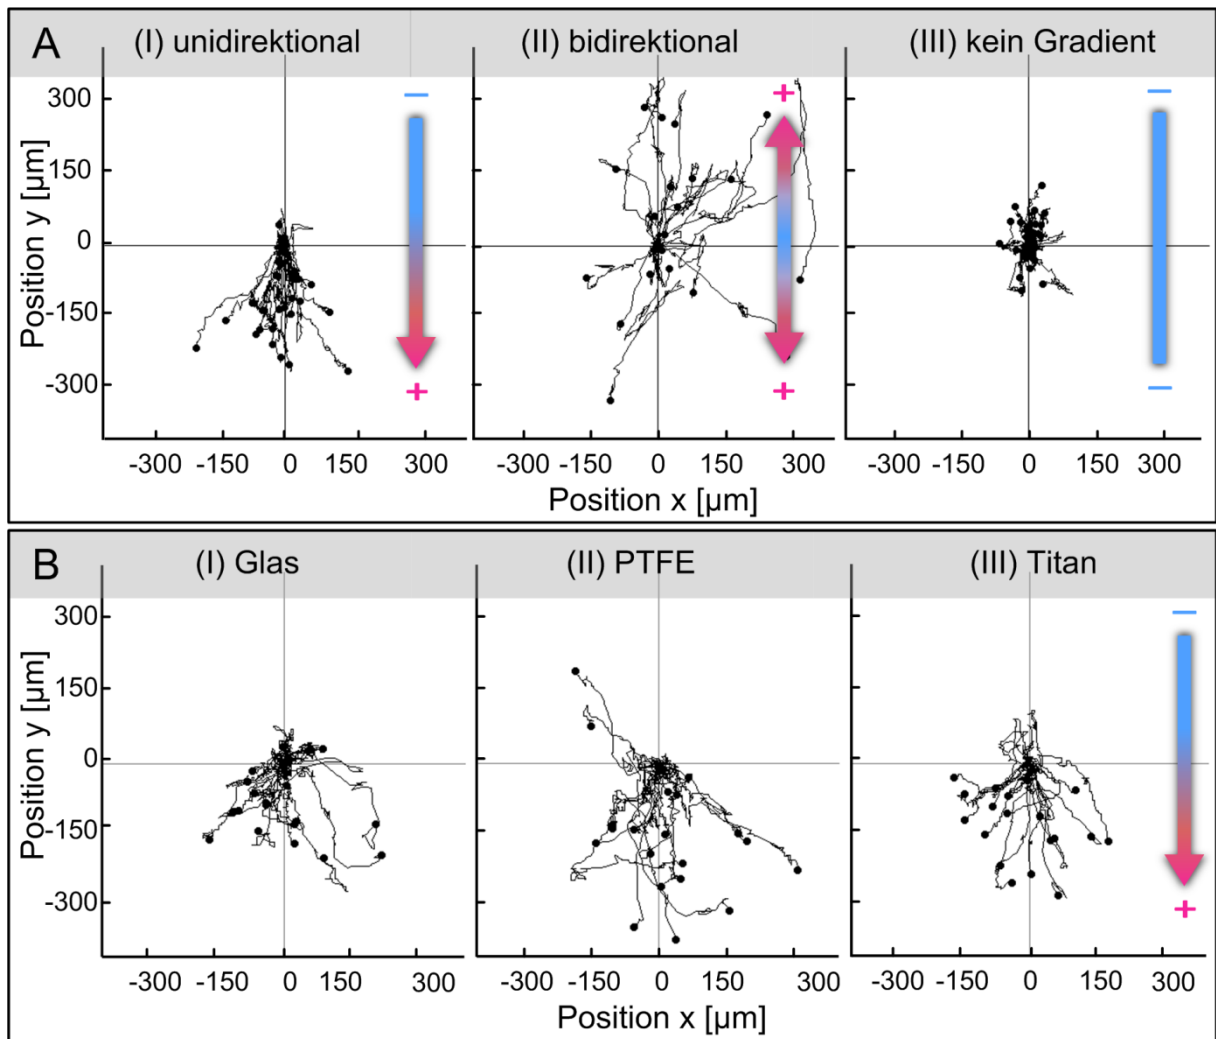 A
(I) unidirektional
(II) bidirektional
(III) kein Gradient
Position y [µm]
300
150
0
-150
-300
−
+
+
+
−
−
-300 -150 0 150 300
-300 -150 0 150 300
-300 -150 0 150 300
Position x [µm]
B
(I) Glas
(II) PTFE
(III) Titan
Position y [µm]
300
150
0
-150
-300
−
+
-300 -150 0 150
-300 -150 0 150 300
-300 -150 0 150 300
Position x [µm]